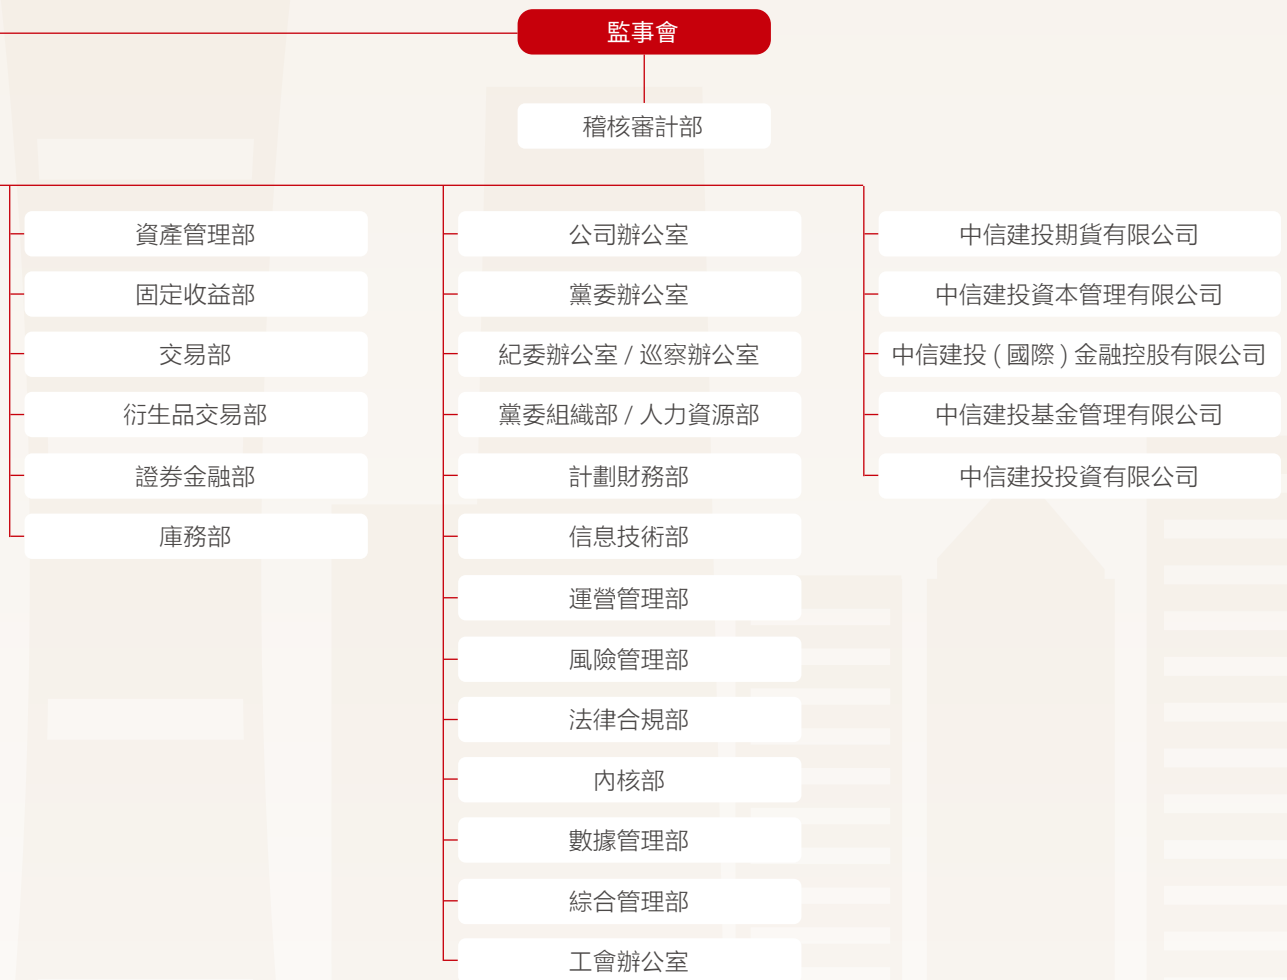 監事會
稽核審計部
資產管理部
固定收益部
交易部
衍生品交易部
證券金融部
庫務部
公司辦公室
黨委辦公室
紀委辦公室 / 巡察辦公室
黨委組織部 / 人力資源部
計劃財務部
信息技術部
運營管理部
風險管理部
法律合規部
內核部
數據管理部
綜合管理部
工會辦公室
中信建投期貨有限公司
中信建投資本管理有限公司
中信建投 ( 國際 ) 金融控股有限公司
中信建投基金管理有限公司
中信建投投資有限公司